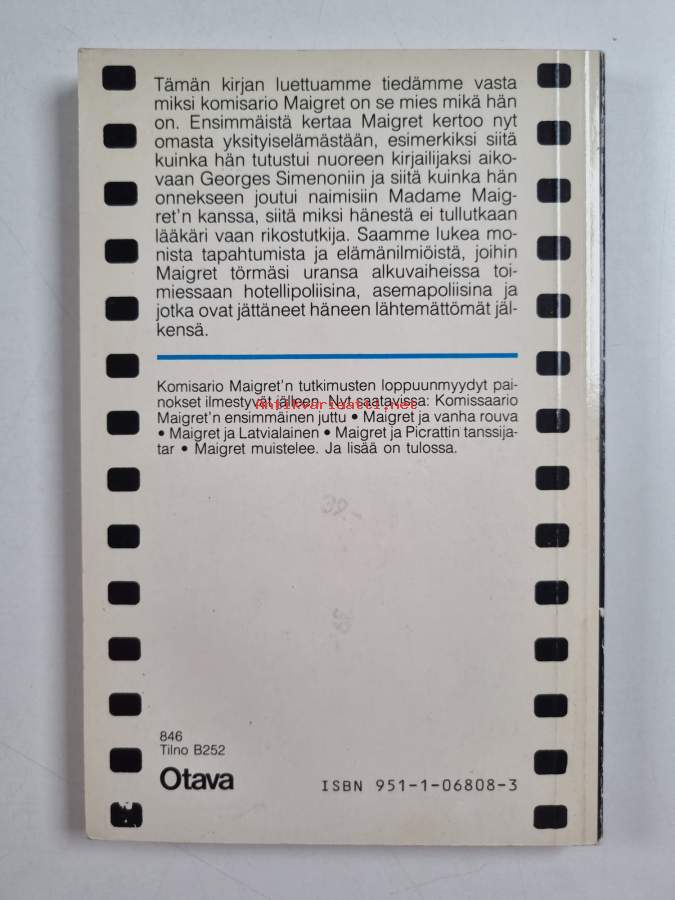 Tämän kirjan luettuamme tiedämme vasta
miksi komisario Maigret on se mies mikä hän
on. Ensimmäistä kertaa Maigret kertoo nyt
omasta yksityiselämästään, esimerkiksi siitä
kuinka hän tutustui nuoreen kirjailijaksi aiko-
vaan Georges Simenoniin ja siitä kuinka hän
onnekseen joutui naimisiin Madame Maig-
ret'n kanssa, siitä miksi hänestä ei tullutkaan
lääkäri vaan rikostutkija. Saamme lukea mo-
nista tapahtumista ja elämänilmiöistä, joihin
Maigret törmäsi uransa alkuvaiheissa toi-
miessaan hotellipoliisina, asemapoliisina ja
jotka ovat jättäneet häneen lähtemättömät jäl-
kensä.
Komisario Maigret'n tutkimusten loppuunmyydyt pai-
nokset ilmestyvät jälleen. Nyt saatavissa: Komissaario
Antikvariaatti.net
Maigret'n ensimmäinen juttu • Maigret ja vanha rouva
• Maigret ja Latvialainen • Maigret ja Picrattin tanssija-
tar • Maigret muistelee. Ja lisää on tulossa.
39.-
846
Tilno B252
Otava
ISBN 951-1-06808-3